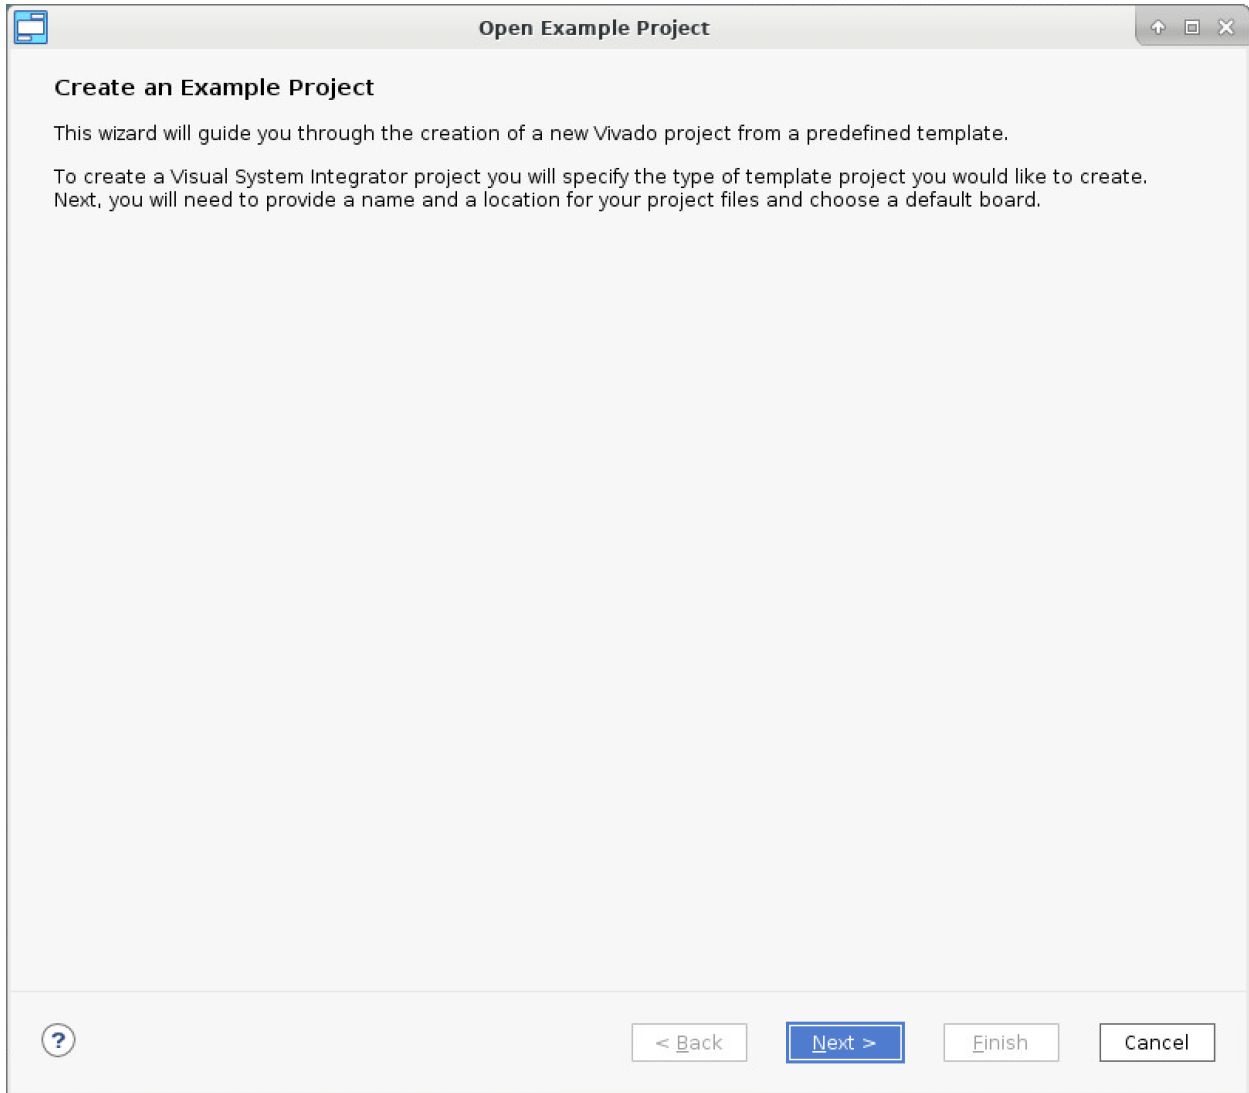 Open Example Project
Create an Example Project
This wizard will guide you through the creation of a new Vivado project from a predefined template.
To create a Visual System Integrator project you will specify the type of template project you would like to create.
Next, you will need to provide a name and a location for your project files and choose a default board.
?
< Back
Next >
Finish
Cancel